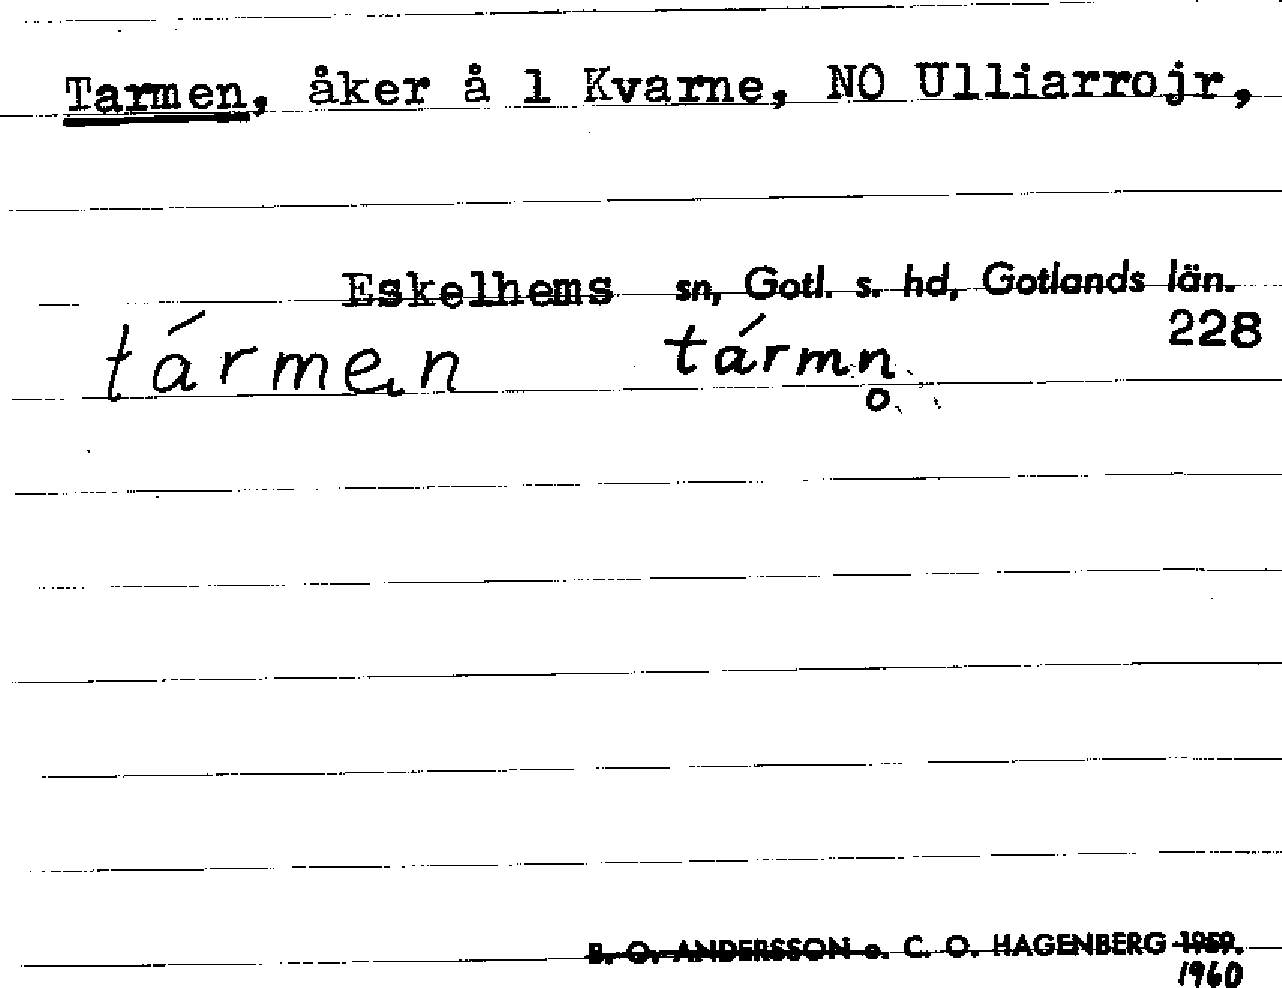 Tarmen, åker å 1 Kvarne, NO Ulliarrojr,
Eskelhems sn, Gotl. s. hd, Gotlands län.
228
tármen tármn̥
B. O. ANDERSSON o. C. O. HAGENBERG 1959.
1960